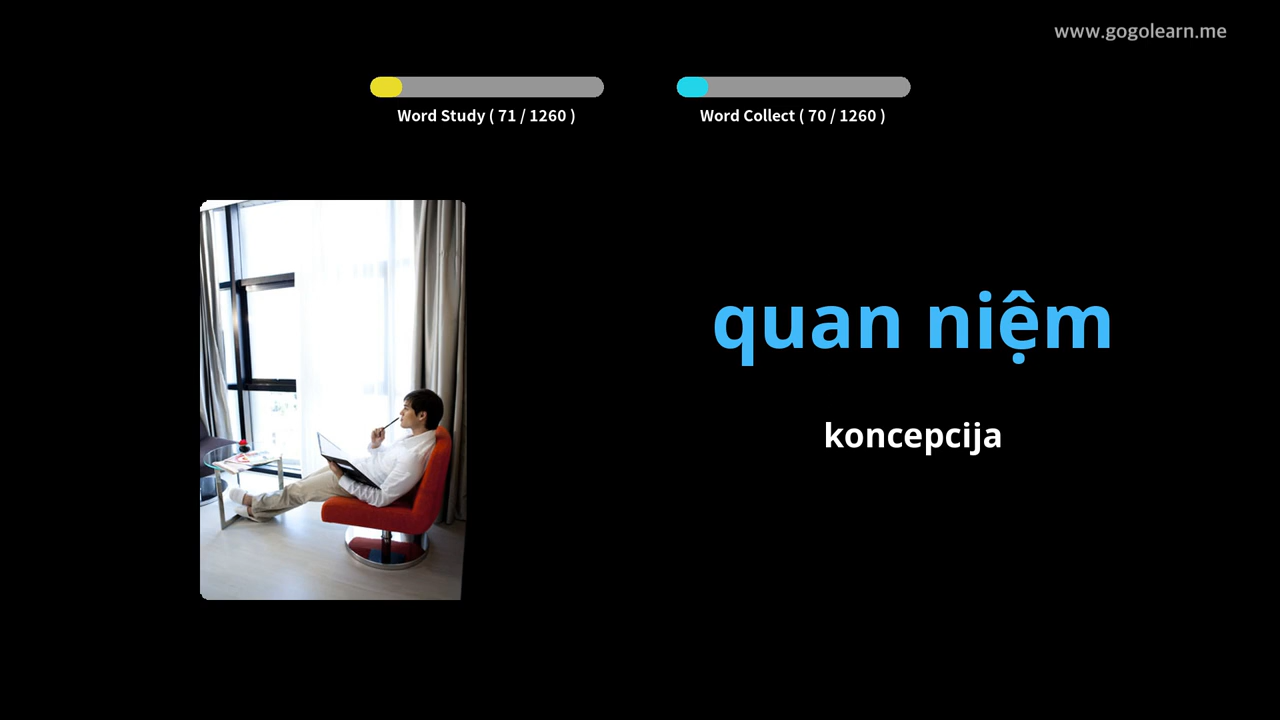 www.gogolearn.me
Word Study ( 71 / 1260 )
Word Collect ( 70 / 1260 )
quan niệm
koncepcija